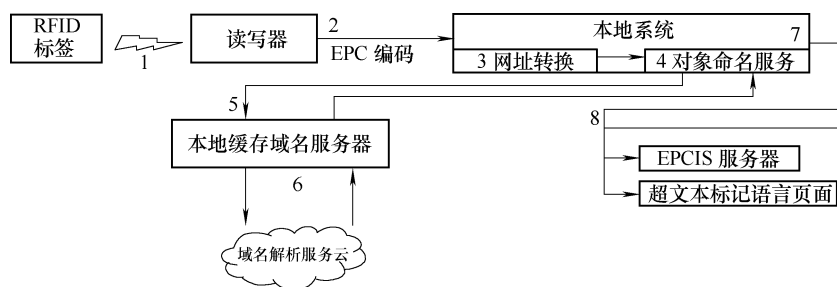 RFID
标签
1
读写器
2
EPC 编码
本地系统
7
3 网址转换
4 对象命名服务
5
本地缓存域名服务器
6
域名解析服务云
8
EPCIS 服务器
超文本标记语言页面